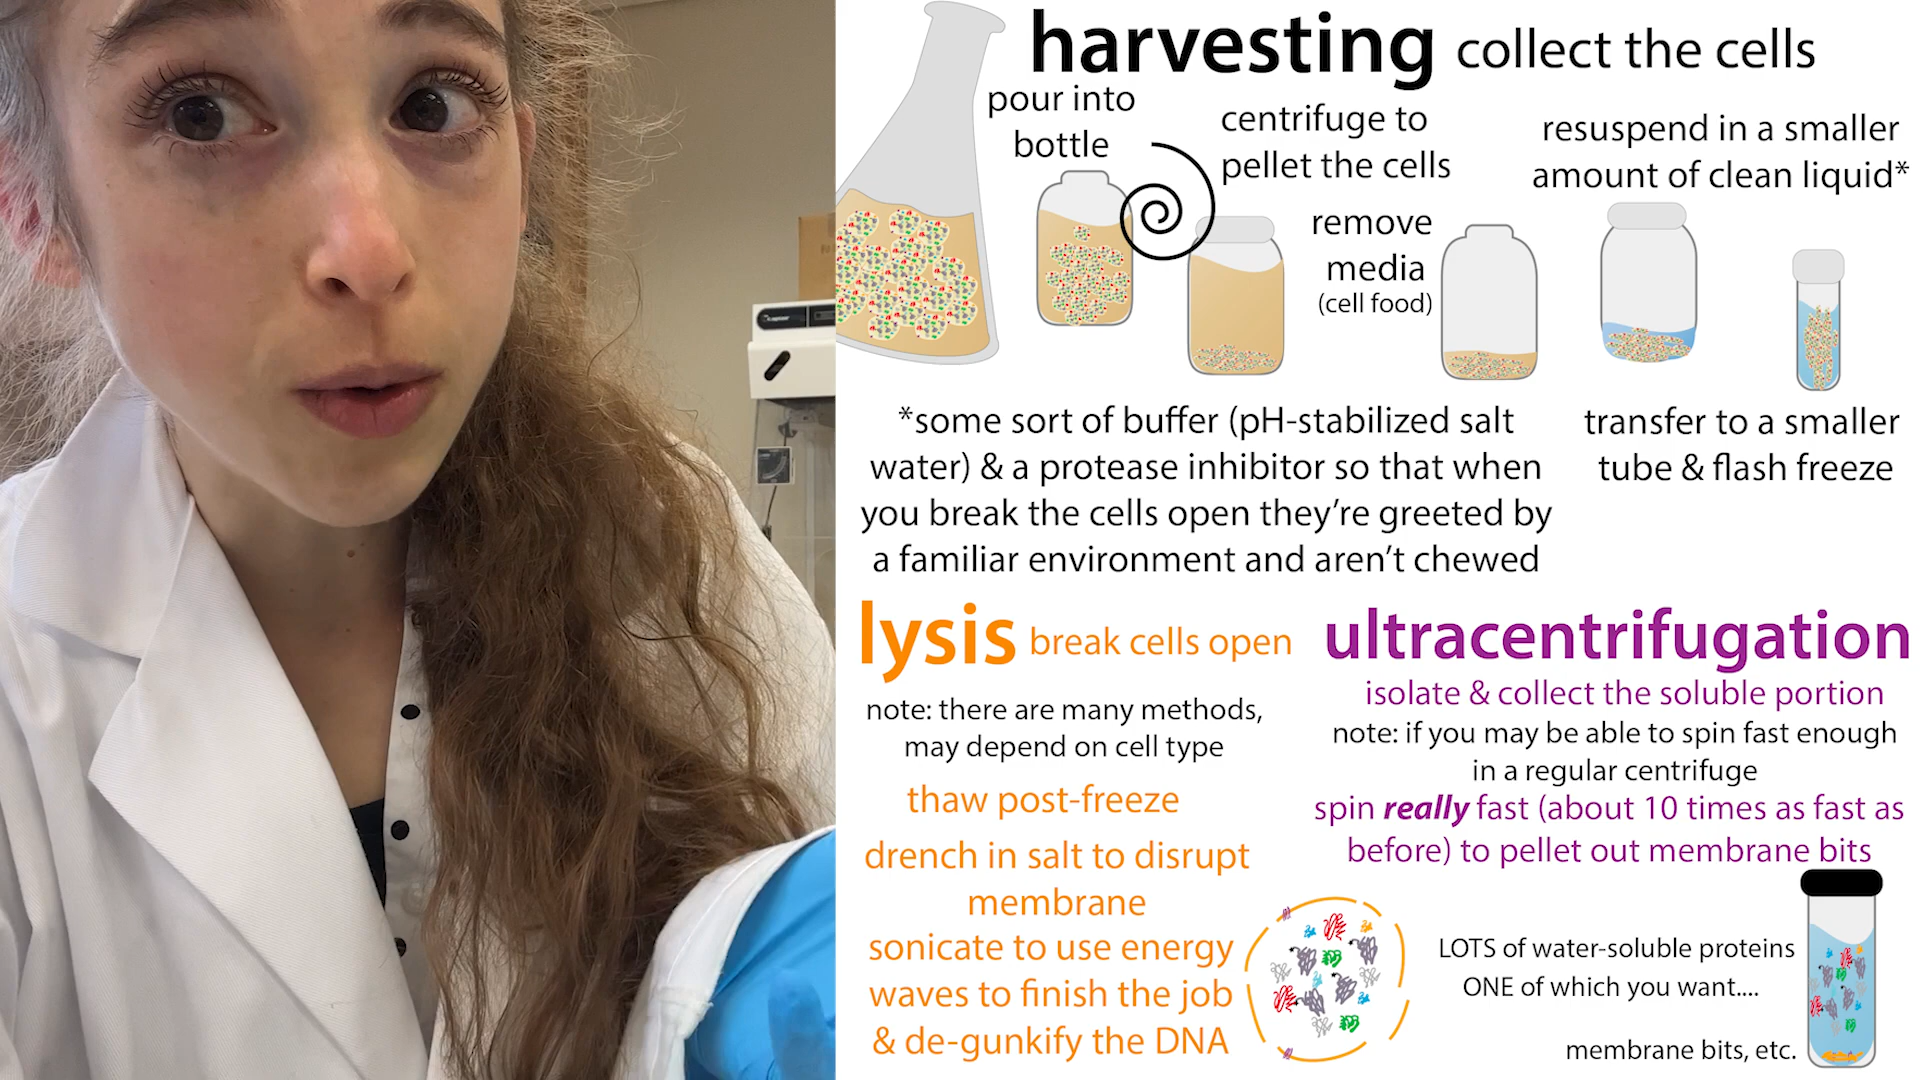 harvesting collect the cells
pour into
bottle
centrifuge to
pellet the cells
remove
media
(cell food)
resuspend in a smaller
amount of clean liquid*
*some sort of buffer (pH-stabilized salt
water) & a protease inhibitor so that when
you break the cells open they’re greeted by
a familiar environment and aren’t chewed
transfer to a smaller
tube & flash freeze
lysis break cells open
note: there are many methods,
may depend on cell type
thaw post-freeze
drench in salt to disrupt
membrane
sonicate to use energy
waves to finish the job
& de-gunkify the DNA
ultracentrifugation
isolate & collect the soluble portion
note: if you may be able to spin fast enough
in a regular centrifuge
spin really fast (about 10 times as fast as
before) to pellet out membrane bits
LOTS of water-soluble proteins
ONE of which you want....
membrane bits, etc.